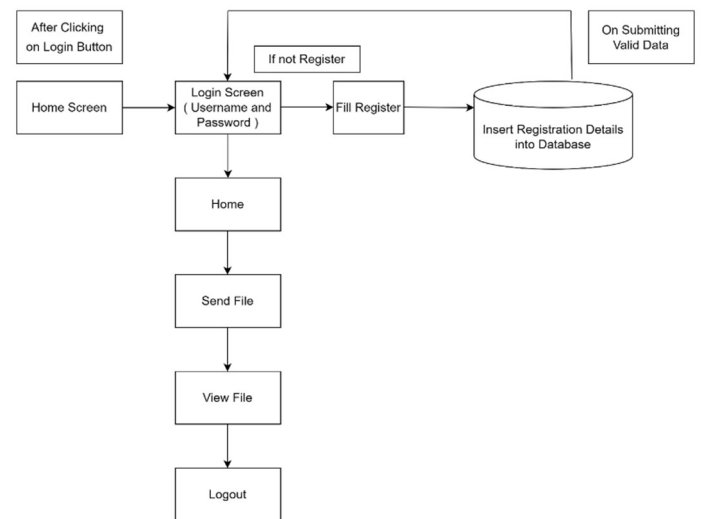 After Clicking
on Login Button
On Submitting
Valid Data
If not Register
Home Screen
Login Screen
( Username and
Password )
Fill Register
Insert Registration Details
into Database
Home
Send File
View File
Logout